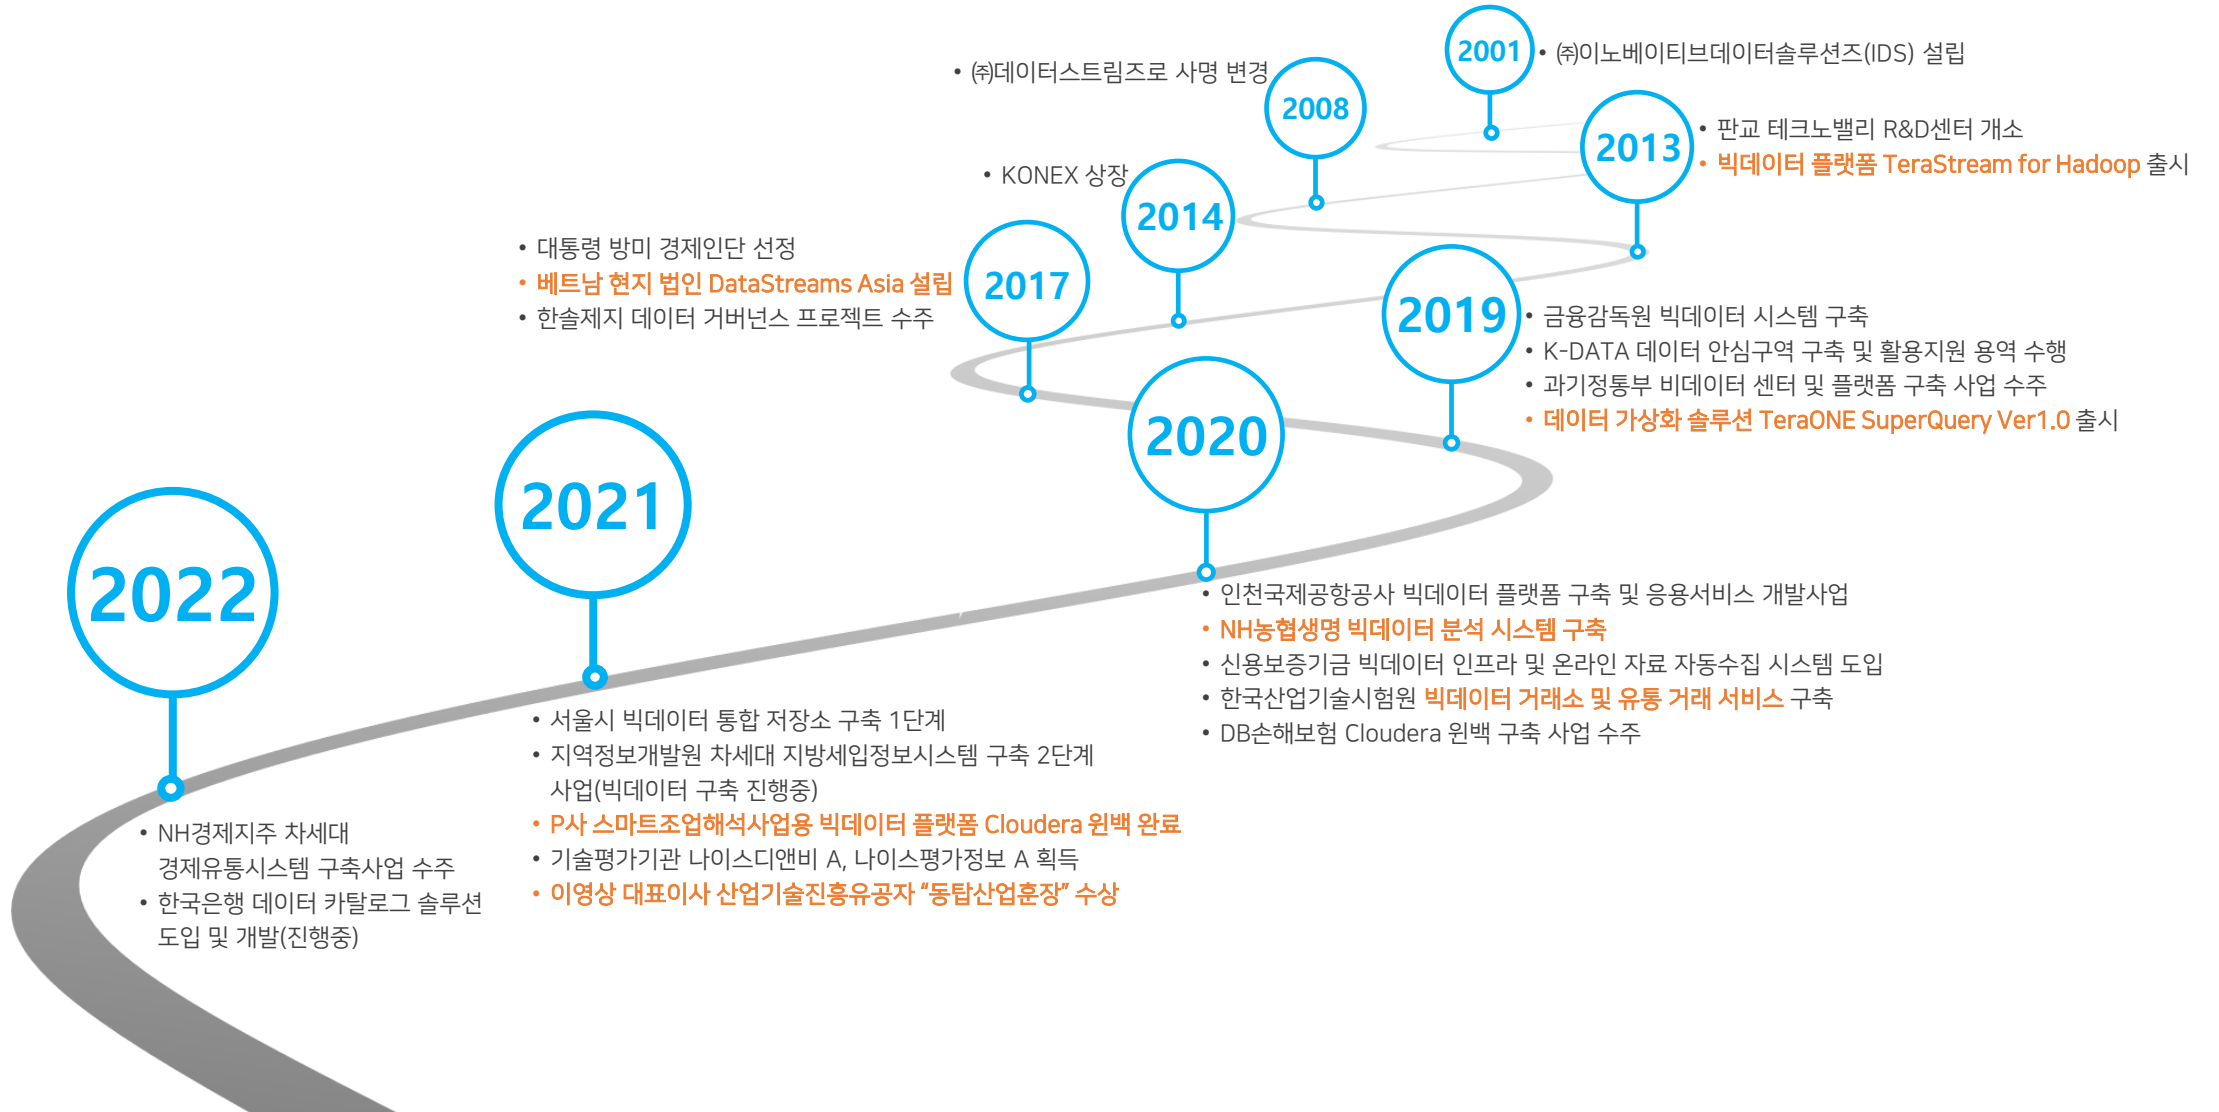 2001
• ㈜이노베이티브데이터솔루션즈(IDS) 설립
• ㈜데이터스트림즈로 사명 변경
2008
2013
• 판교 테크노밸리 R&D센터 개소
• 빅데이터 플랫폼 TeraStream for Hadoop 출시
• KONEX 상장
2014
• 대통령 방미 경제인단 선정
• 베트남 현지 법인 DataStreams Asia 설립
• 한솔제지 데이터 거버넌스 프로젝트 수주
2017
2019
• 금융감독원 빅데이터 시스템 구축
• K-DATA 데이터 안심구역 구축 및 활용지원 용역 수행
• 과기정통부 비데이터 센터 및 플랫폼 구축 사업 수주
• 데이터 가상화 솔루션 TeraONE SuperQuery Ver1.0 출시
2020
• 인천국제공항공사 빅데이터 플랫폼 구축 및 응용서비스 개발사업
• NH농협생명 빅데이터 분석 시스템 구축
• 신용보증기금 빅데이터 인프라 및 온라인 자료 자동수집 시스템 도입
• 한국산업기술시험원 빅데이터 거래소 및 유통 거래 서비스 구축
• DB손해보험 Cloudera 윈백 구축 사업 수주
2021
• 서울시 빅데이터 통합 저장소 구축 1단계
• 지역정보개발원 차세대 지방세입정보시스템 구축 2단계
사업(빅데이터 구축 진행중)
• P사 스마트조업해석사업용 빅데이터 플랫폼 Cloudera 윈백 완료
• 기술평가기관 나이스디앤비 A, 나이스평가정보 A 획득
• 이영상 대표이사 산업기술진흥유공자 “동탑산업훈장” 수상
2022
• NH경제지주 차세대
경제유통시스템 구축사업 수주
• 한국은행 데이터 카탈로그 솔루션
도입 및 개발(진행중)